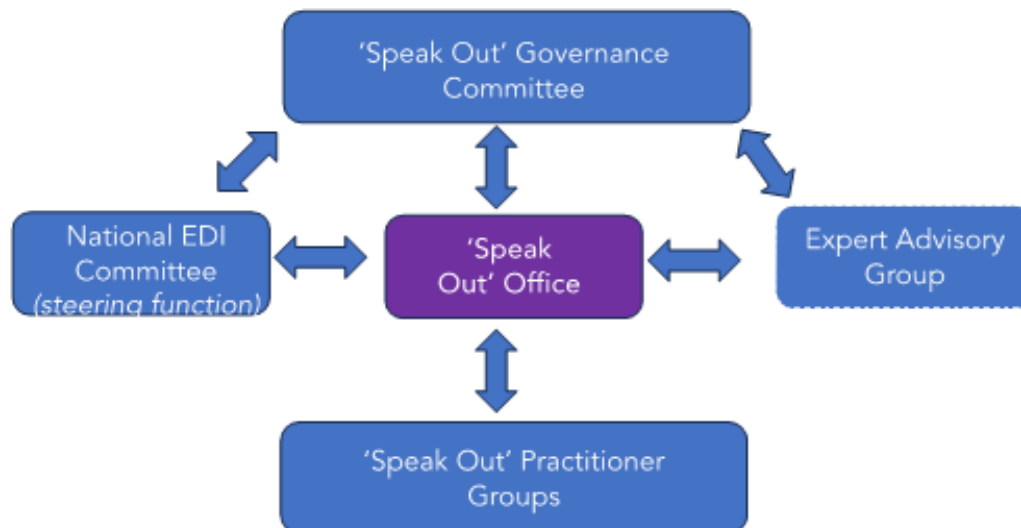 ‘Speak Out’ Governance
Committee
National EDI
Committee
(steering function)
‘Speak
Out’ Office
Expert Advisory
Group
‘Speak Out’ Practitioner
Groups